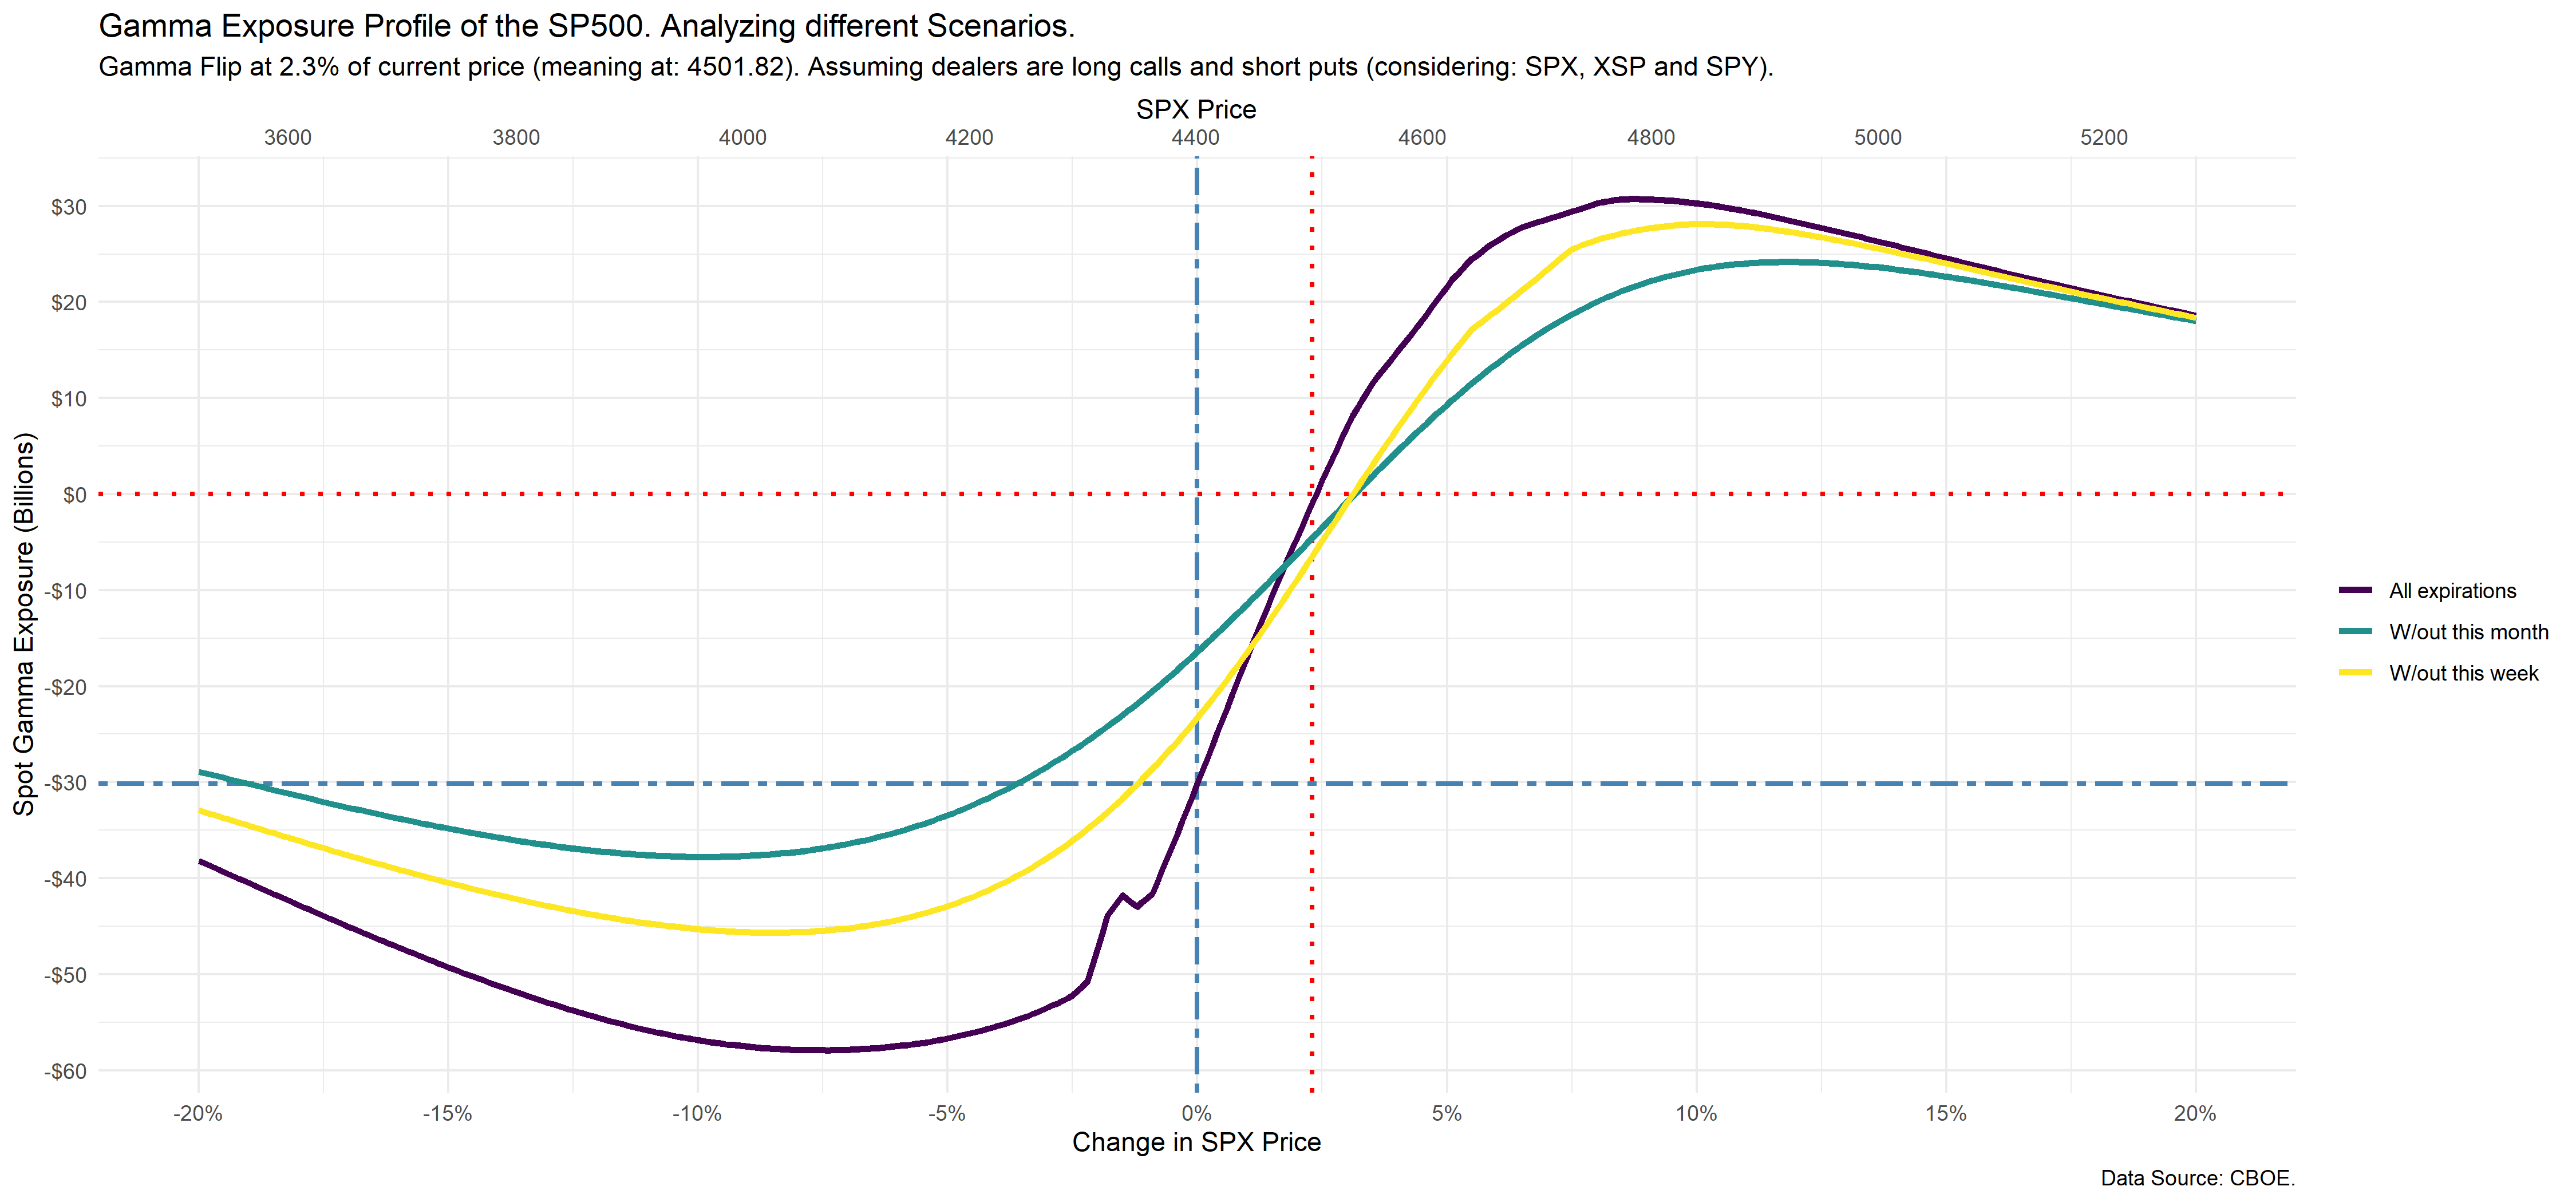 Gamma Exposure Profile of the SP500. Analyzing different Scenarios.
Gamma Flip at 2.3% of current price (meaning at: 4501.82). Assuming dealers are long calls and short puts (considering: SPX, XSP and SPY).
SPX Price
3600 3800 4000 4200 4400 4600 4800 5000 5200
Spot Gamma Exposure (Billions)
$30
$20
$10
$0
-$10
-$20
-$30
-$40
-$50
-$60
All expirations
W/out this month
W/out this week
-20% -15% -10% -5% 0% 5% 10% 15% 20%
Change in SPX Price
Data Source: CBOE.